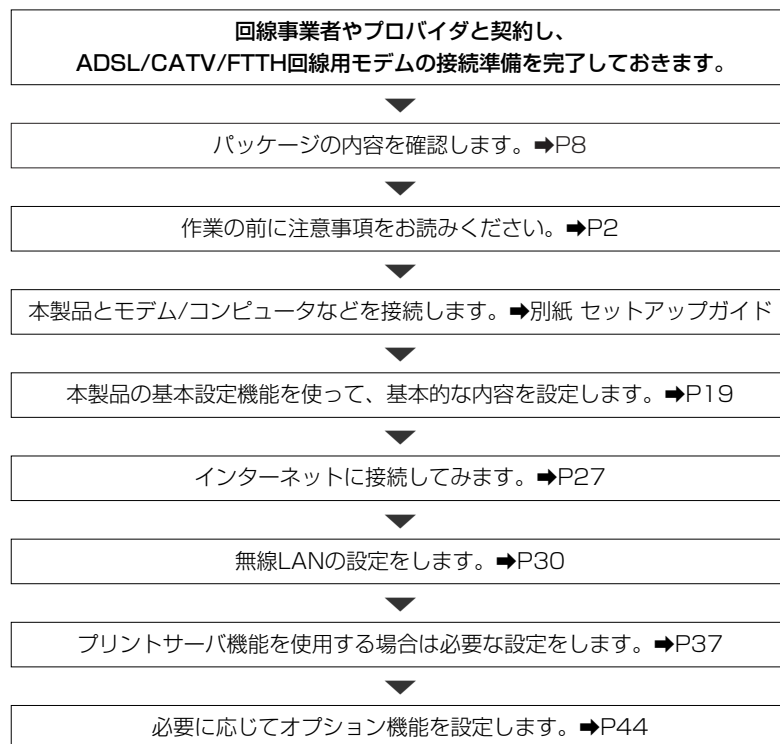 回線事業者やプロバイダと契約し、
ADSL/CATV/FTTH回線用モデムの接続準備を完了しておきます。
パッケージの内容を確認します。➡P8
作業の前に注意事項をお読みください。➡P2
本製品とモデム/コンピュータなどを接続します。➡別紙 セットアップガイド
本製品の基本設定機能を使って、基本的な内容を設定します。➡P19
インターネットに接続してみます。➡P27
無線LANの設定をします。➡P30
プリントサーバ機能を使用する場合は必要な設定をします。➡P37
必要に応じてオプション機能を設定します。➡P44